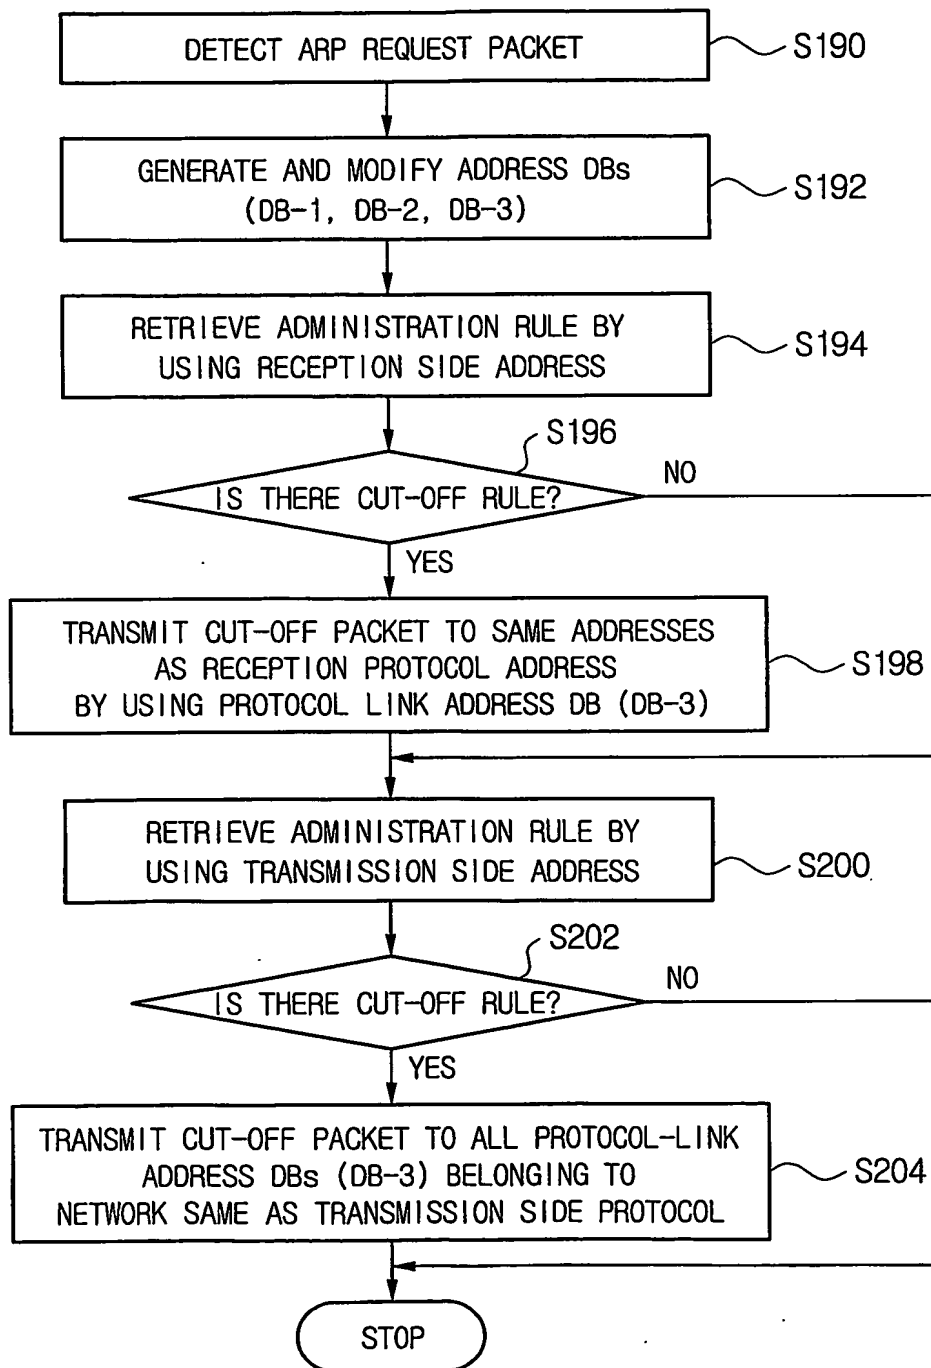 DETECT ARP REQUEST PACKET
S190
GENERATE AND MODIFY ADDRESS DBs
(DB-1, DB-2, DB-3)
S192
RETRIEVE ADMINISTRATION RULE BY
USING RECEPTION SIDE ADDRESS
S194
S196
IS THERE CUT-OFF RULE?
NO
YES
TRANSMIT CUT-OFF PACKET TO SAME ADDRESSES
AS RECEPTION PROTOCOL ADDRESS
BY USING PROTOCOL LINK ADDRESS DB (DB-3)
S198
RETRIEVE ADMINISTRATION RULE BY
USING TRANSMISSION SIDE ADDRESS
S200
S202
IS THERE CUT-OFF RULE?
NO
YES
TRANSMIT CUT-OFF PACKET TO ALL PROTOCOL-LINK
ADDRESS DBs (DB-3) BELONGING TO
NETWORK SAME AS TRANSMISSION SIDE PROTOCOL
S204
STOP